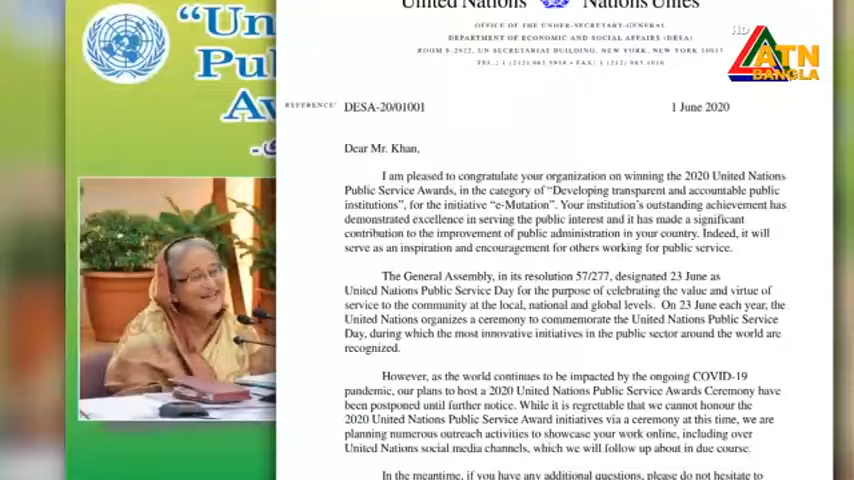 "Un
Pul
Av
United Nations Nations Unies
OFFICE OF THE UNDER-SECRETARY-GENERAL
DEPARTMENT OF ECONOMIC AND SOCIAL AFFAIRS (DESA)
ROOM S-2922, UN SECRETARIAT BUILDING, NEW YORK, NEW YORK 10017
HD
ATN
BANGLA
REFERENCE: DESA-20/01001 1 June 2020
Dear Mr. Khan,
I am pleased to congratulate your organization on winning the 2020 United Nations
Public Service Awards, in the category of “Developing transparent and accountable public
institutions”, for the initiative “e-Mutation”. Your institution's outstanding achievement has
demonstrated excellence in serving the public interest and it has made a significant
contribution to the improvement of public administration in your country. Indeed, it will
serve as an inspiration and encouragement for others working for public service.
The General Assembly, in its resolution 57/277, designated 23 June as
United Nations Public Service Day for the purpose of celebrating the value and virtue of
service to the community at the local, national and global levels. On 23 June each year, the
United Nations organizes a ceremony to commemorate the United Nations Public Service
Day, during which the most innovative initiatives in the public sector around the world are
recognized.
However, as the world continues to be impacted by the ongoing COVID-19
pandemic, our plans to host a 2020 United Nations Public Service Awards Ceremony have
been postponed until further notice. While it is regrettable that we cannot honour the
2020 United Nations Public Service Award initiatives via a ceremony at this time, we are
planning numerous outreach activities to showcase your work online, including over
United Nations social media channels, which we will follow up about in due course.
In the meantime, if you have any additional questions, please do not hesitate to